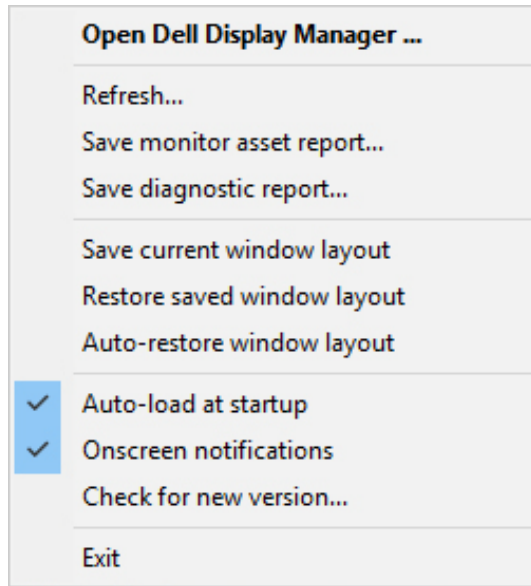 Open Dell Display Manager ...
Refresh...
Save monitor asset report...
Save diagnostic report...
Save current window layout
Restore saved window layout
Auto-restore window layout
Auto-load at startup
Onscreen notifications
Check for new version...
Exit